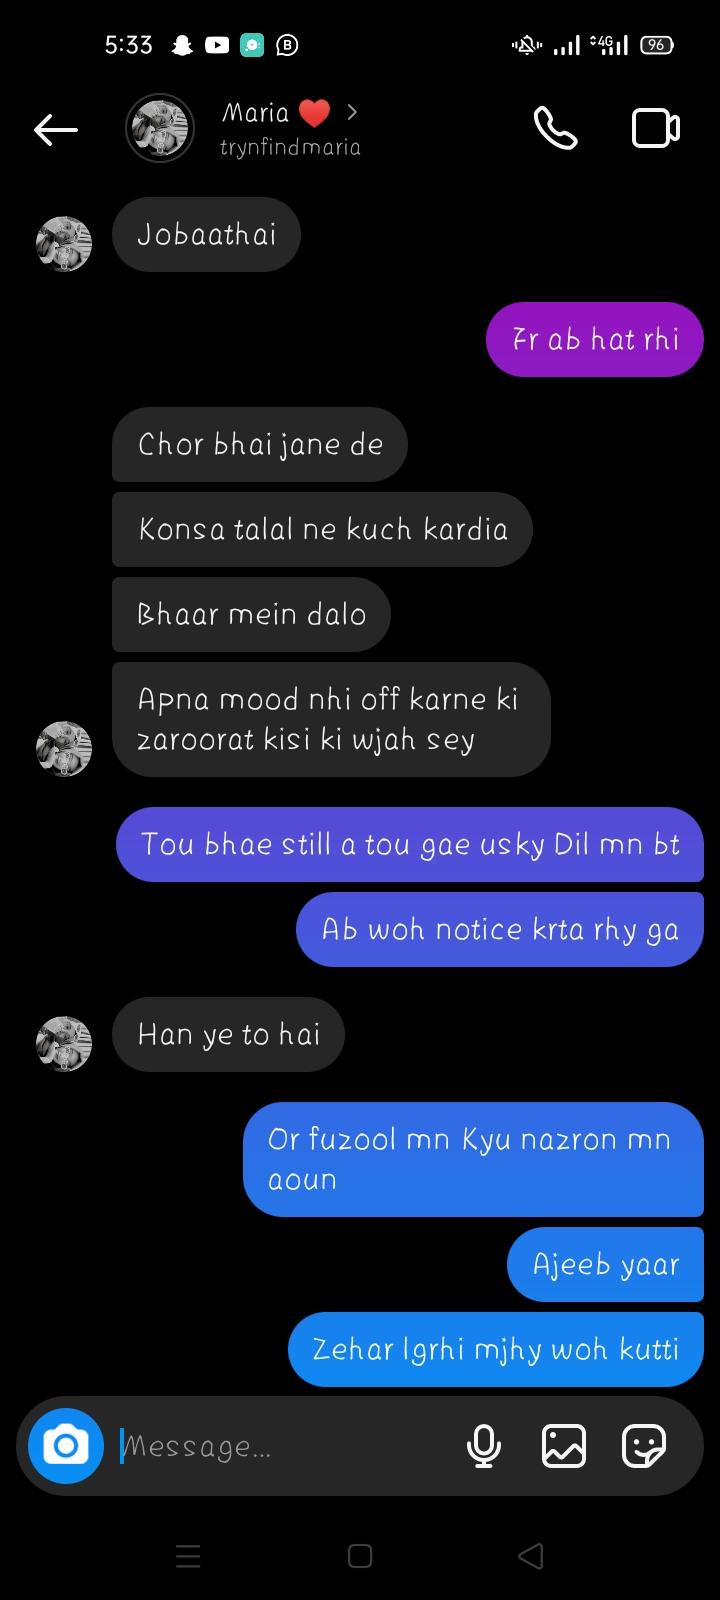 5:33
4G
96
Maria ❤️ >
trynfindmaria
Jobaathai
Fr ab hat rhi
Chor bhai jane de
Konsa talal ne kuch kardia
Bhaar mein dalo
Apna mood nhi off karne ki
zaroorat kisi ki wjah sey
Tou bhae still a tou gae usky Dil mn bt
Ab woh notice krta rhy ga
Han ye to hai
Or fuzool mn Kyu nazron mn
aoun
Ajeeb yaar
Zehar lgrhi mjhy woh kutti
Message...